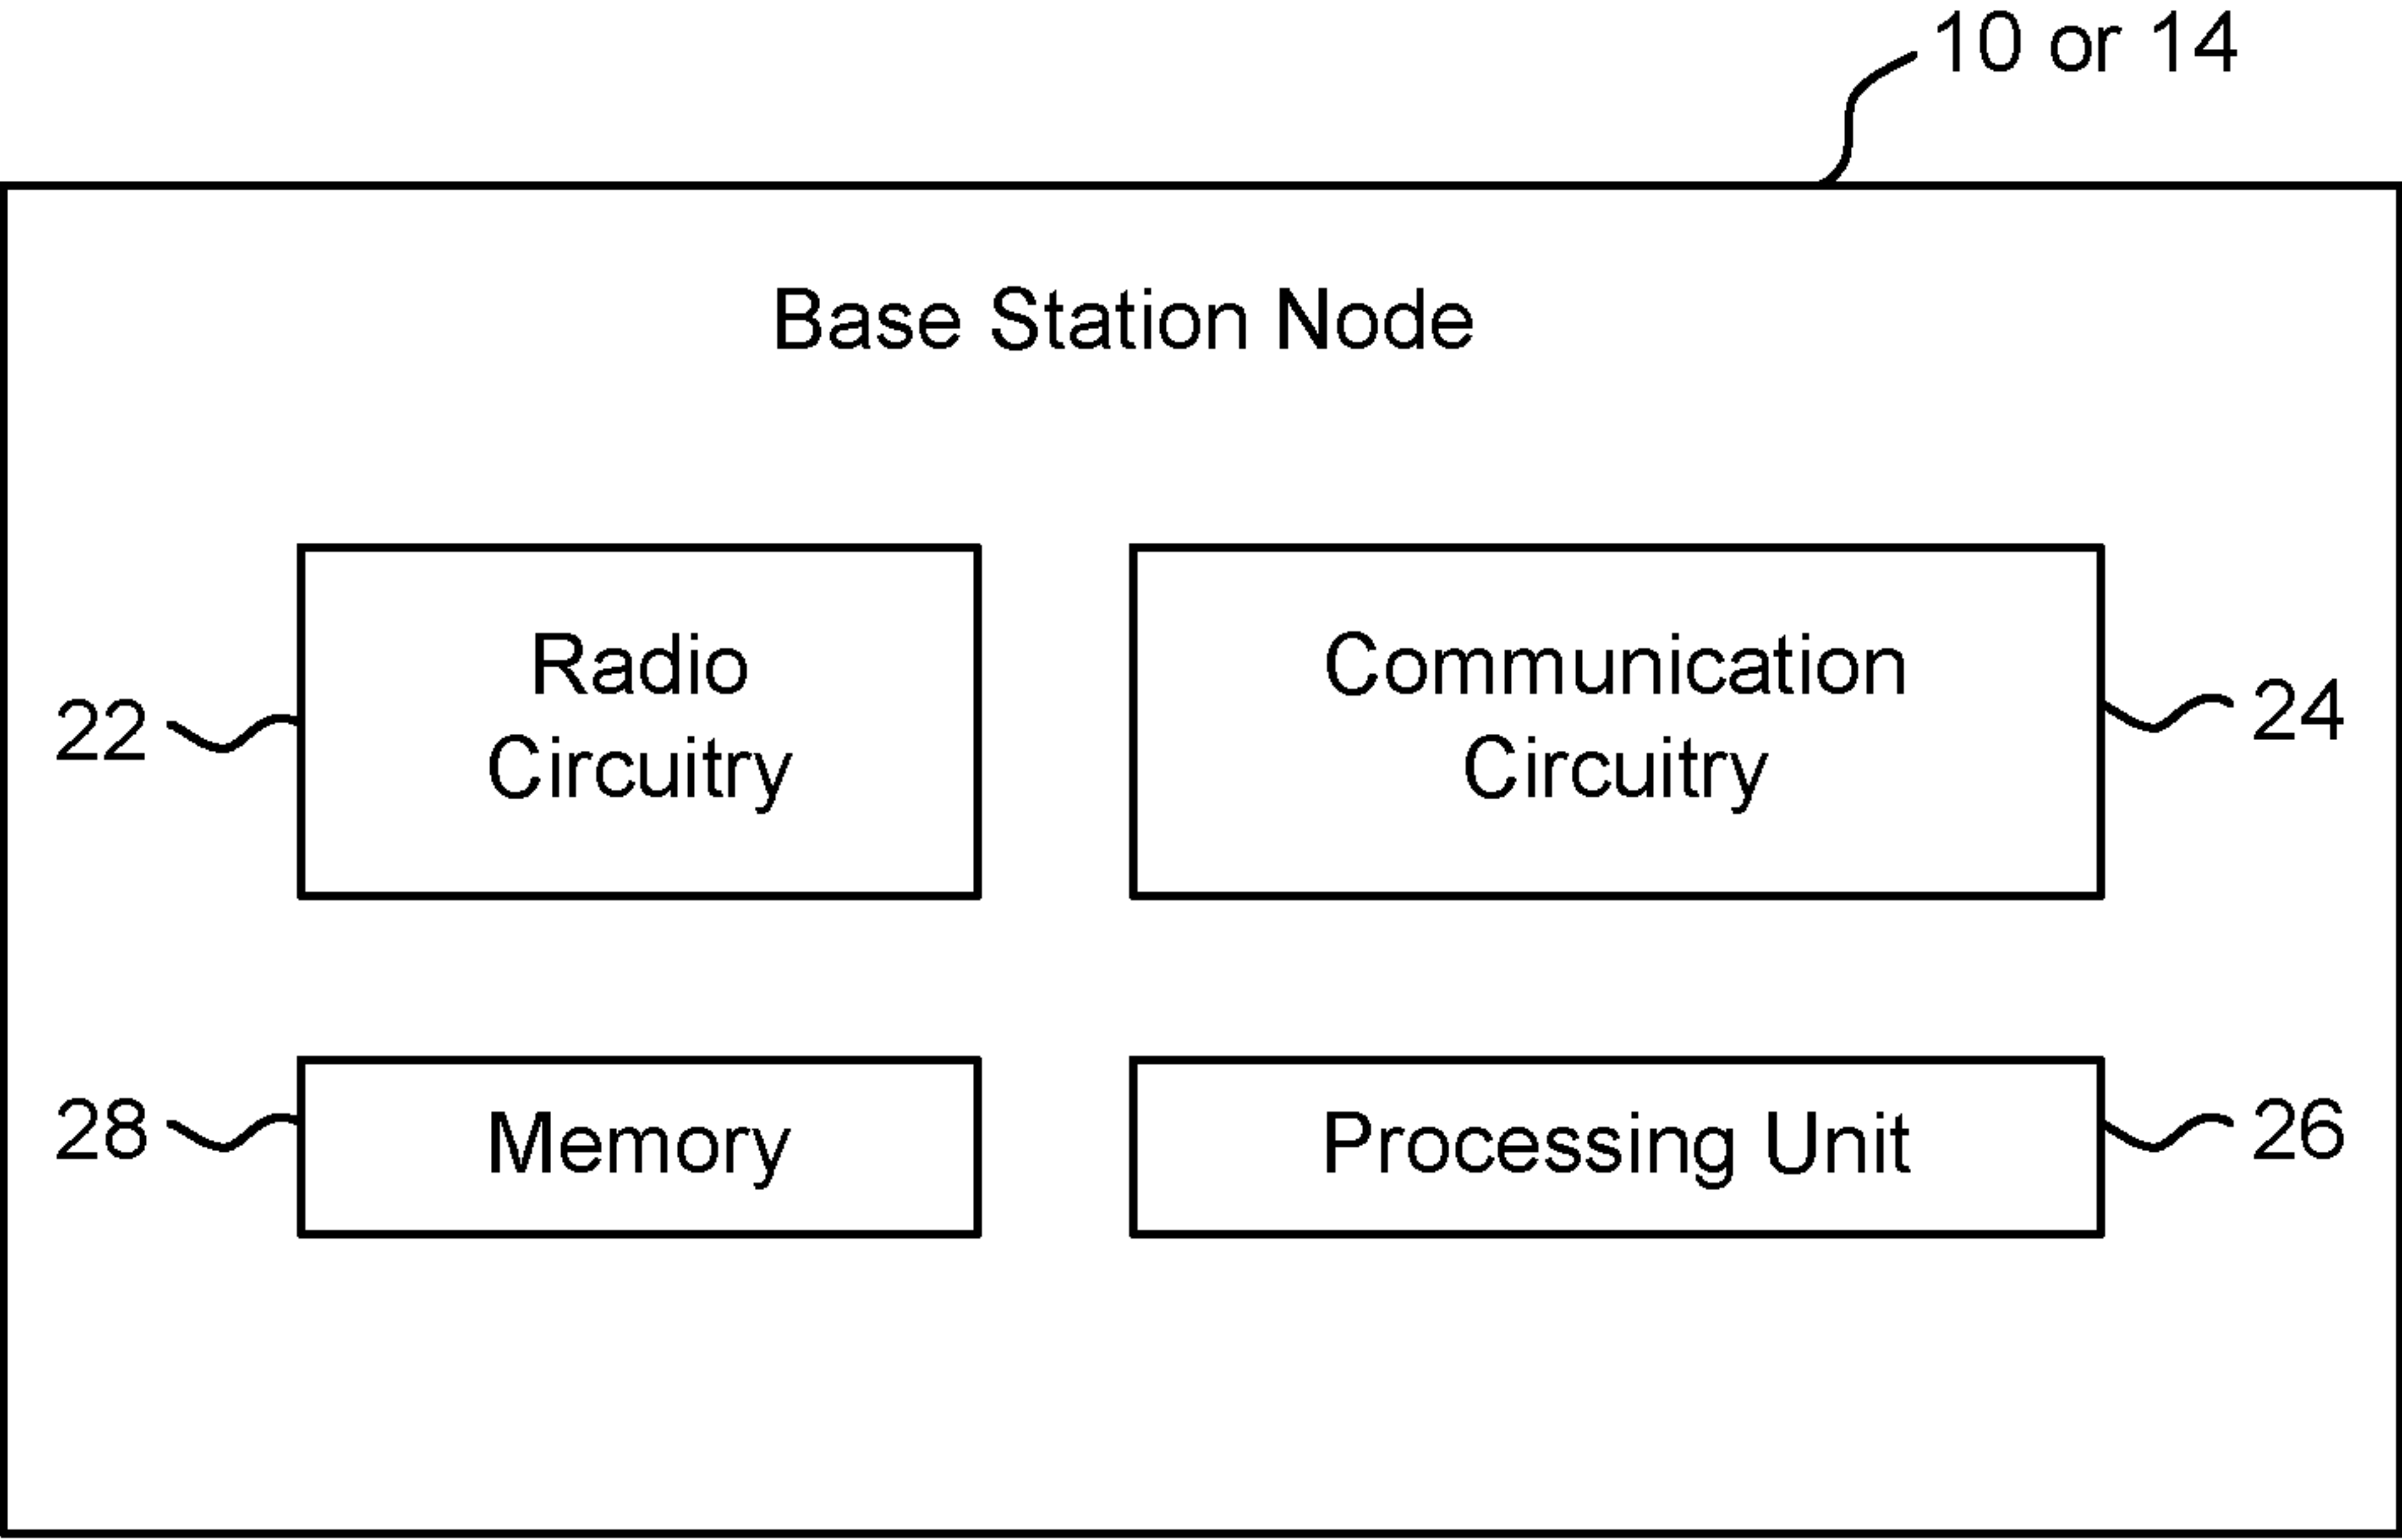 10 or 14
Base Station Node
Radio
Circuitry
Communication
Circuitry
22
24
28
Memory
Processing Unit
26